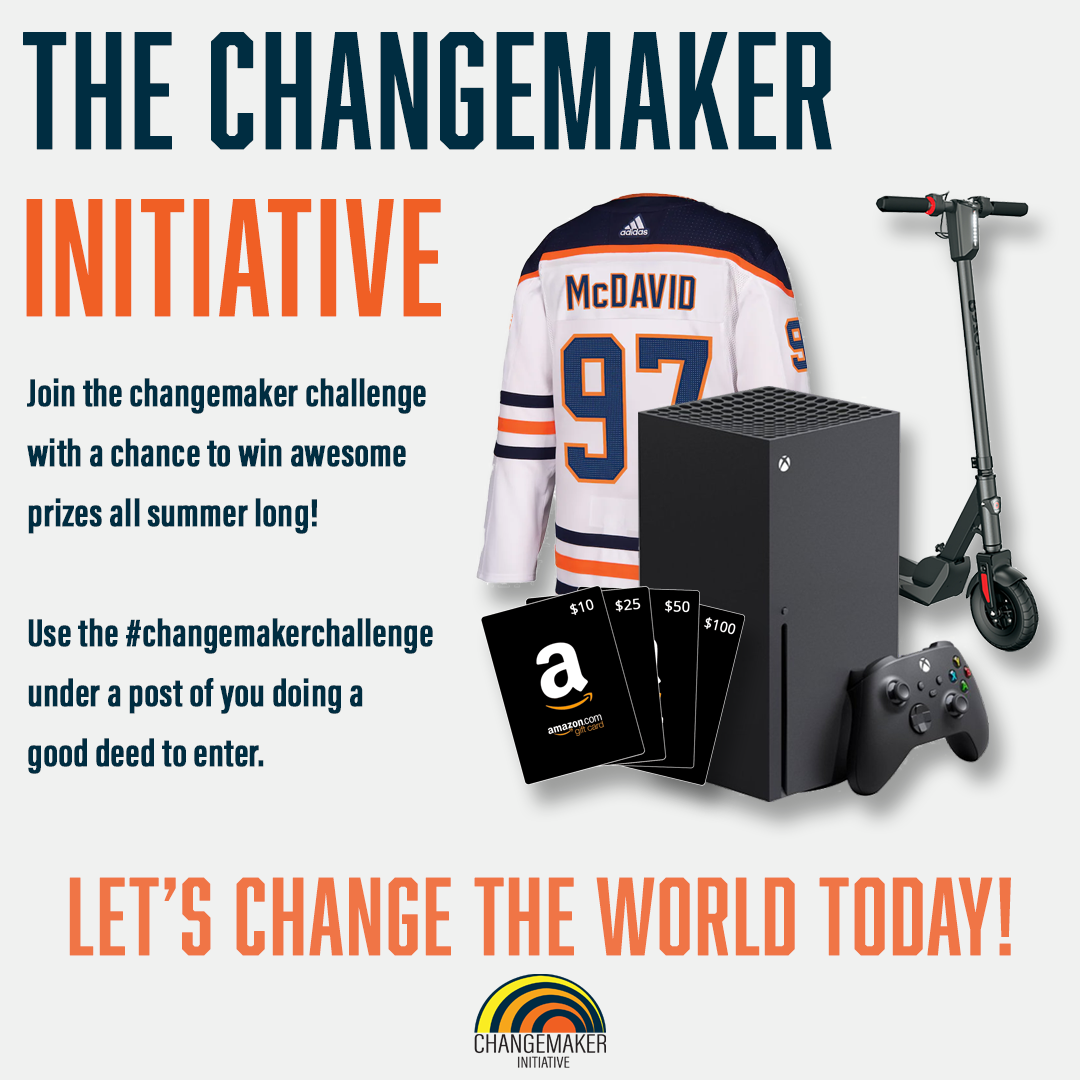 THE CHANGEMAKER
INITIATIVE
Join the changemaker challenge
with a chance to win awesome
prizes all summer long!
Use the #changemakerchallenge
under a post of you doing a
good deed to enter.
adidas
McDAVID
97
9
$10
$25
$50
$100
a
amazon.com
gift card
LET'S CHANGE THE WORLD TODAY!
CHANGEMAKER
INITIATIVE